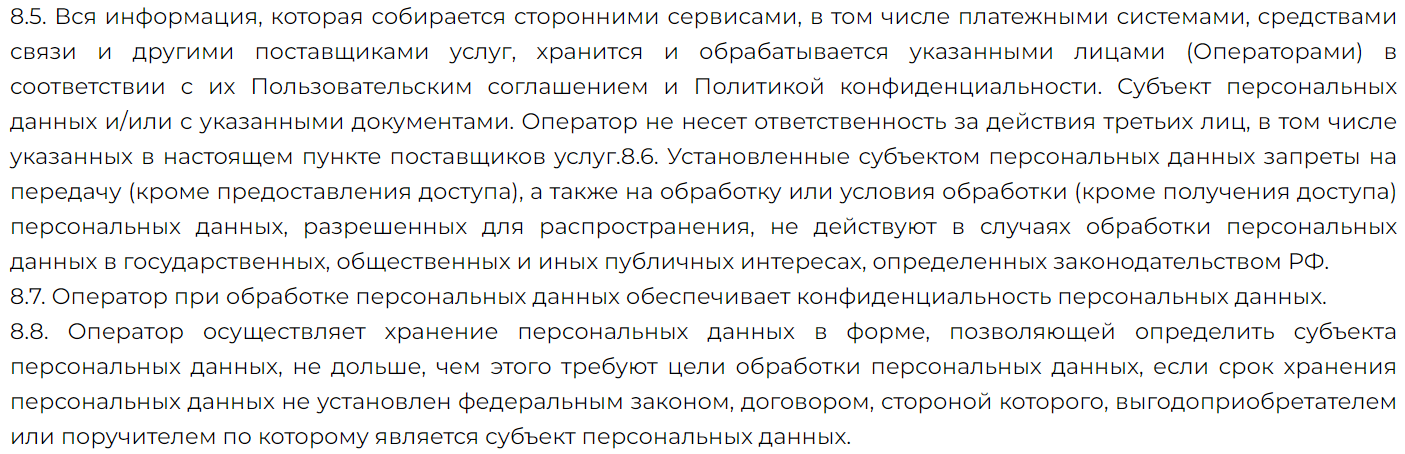 8.5. Вся информация, которая собирается сторонними сервисами, в том числе платежными системами, средствами
связи и другими поставщиками услуг, хранится и обрабатывается указанными лицами (Операторами) в
соответствии с их Пользовательским соглашением и Политикой конфиденциальности. Субъект персональных
данных и/или с указанными документами. Оператор не несет ответственность за действия третьих лиц, в том числе
указанных в настоящем пункте поставщиков услуг.8.6. Установленные субъектом персональных данных запреты на
передачу (кроме предоставления доступа), а также на обработку или условия обработки (кроме получения доступа)
персональных данных, разрешенных для распространения, не действуют в случаях обработки персональных
данных в государственных, общественных и иных публичных интересах, определенных законодательством РФ.
8.7. Оператор при обработке персональных данных обеспечивает конфиденциальность персональных данных.
8.8. Оператор осуществляет хранение персональных данных в форме, позволяющей определить субъекта
персональных данных, не дольше, чем этого требуют цели обработки персональных данных, если срок хранения
персональных данных не установлен федеральным законом, договором, стороной которого, выгодоприобретателем
или поручителем по которому является субъект персональных данных.